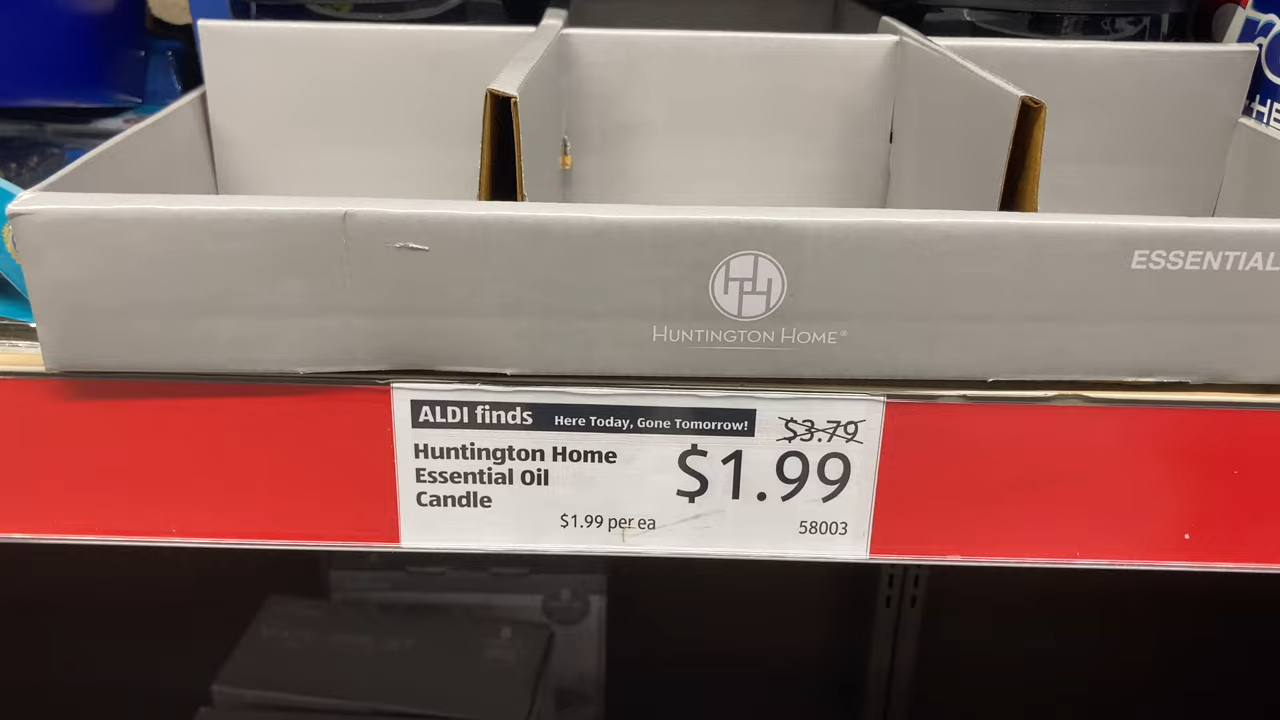 HE
ESSENTIAL
HUNTINGTON HOME®
ALDI finds Here Today, Gone Tomorrow!
$3.79
Huntington Home
Essential Oil
Candle
$1.99
$1.99 per ea
58003